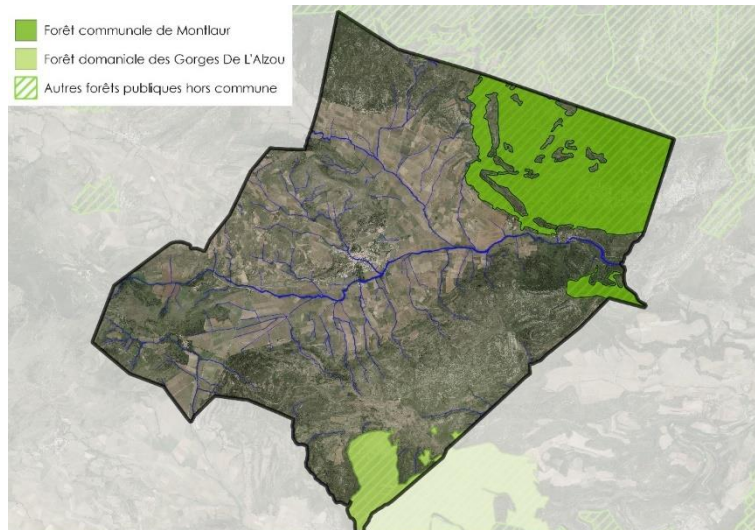 Forêt communale de Montlaur
Forêt domaniale des Gorges De L'Alzou
Autres forêts publiques hors commune